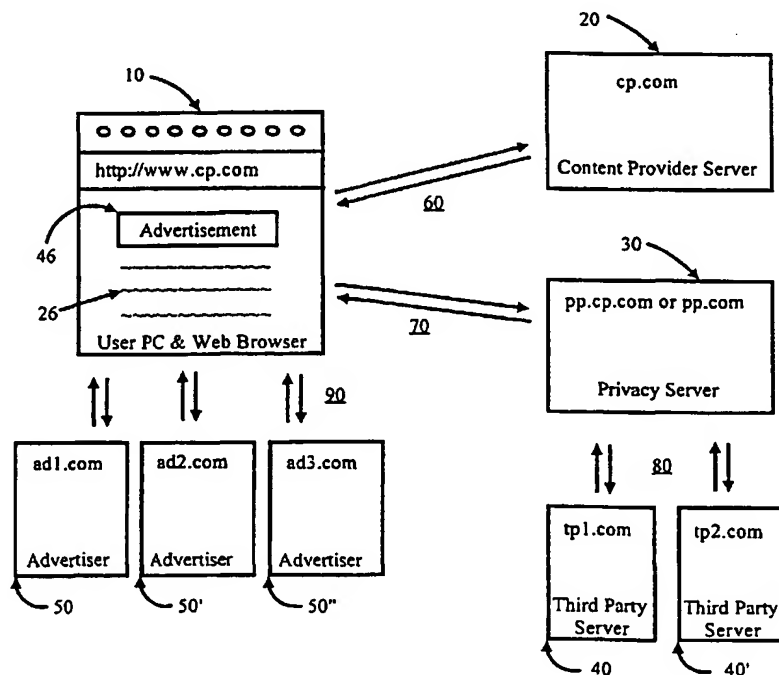 20
10
cp.com
http://www.cp.com
Content Provider Server
Advertisement
60
46
30
26
pp.cp.com or pp.com
70
User PC & Web Browser
Privacy Server
90
ad1.com
ad2.com
ad3.com
80
tp1.com
tp2.com
Advertiser
Advertiser
Advertiser
Third Party
Server
Third Party
Server
50
50'
50"
40
40'